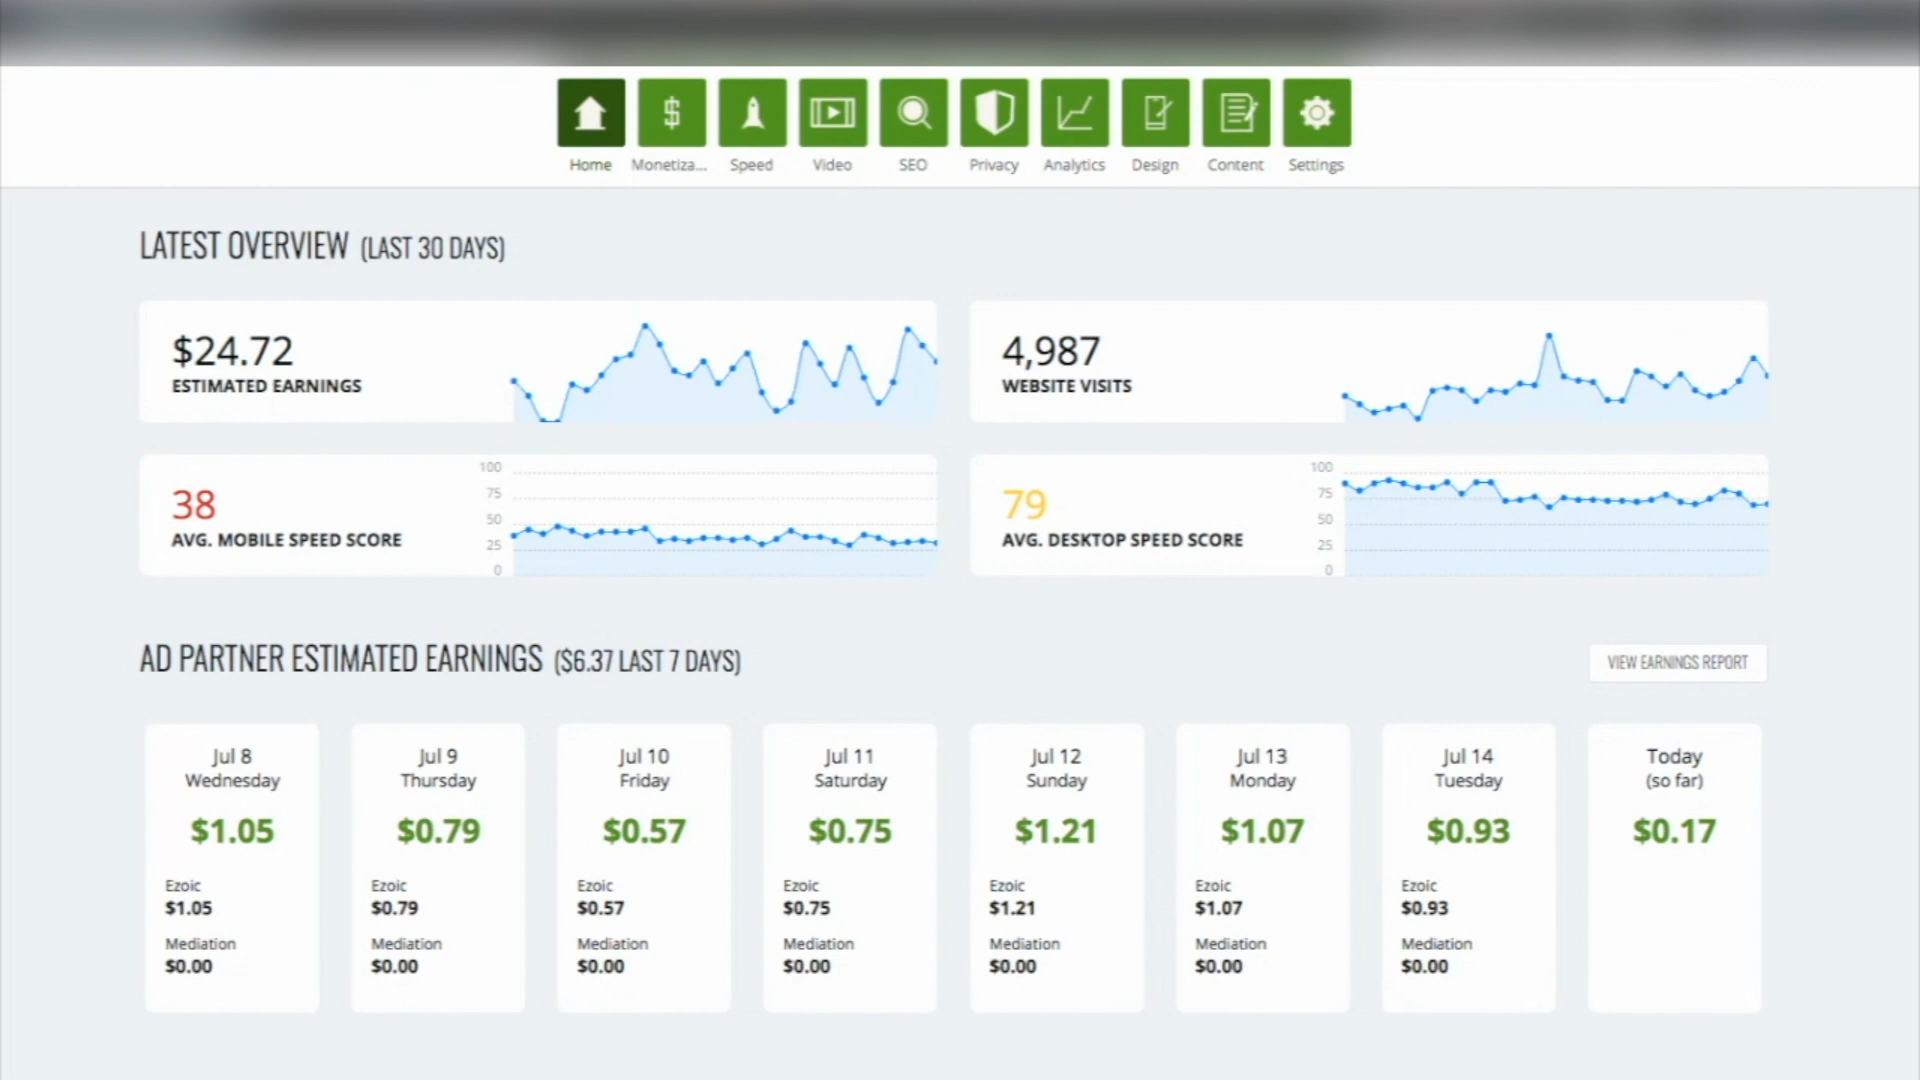 Home Monetiza... Speed Video SEO Privacy Analytics Design Content Settings
LATEST OVERVIEW (LAST 30 DAYS)
$24.72
ESTIMATED EARNINGS
4,987
WEBSITE VISITS
38
AVG. MOBILE SPEED SCORE
100
75
50
25
0
79
AVG. DESKTOP SPEED SCORE
100
75
50
25
0
AD PARTNER ESTIMATED EARNINGS ($6.37 LAST 7 DAYS)
VIEW EARNINGS REPORT
Jul 8
Wednesday
$1.05
Ezoic
$1.05
Mediation
$0.00
Jul 9
Thursday
$0.79
Ezoic
$0.79
Mediation
$0.00
Jul 10
Friday
$0.57
Ezoic
$0.57
Mediation
$0.00
Jul 11
Saturday
$0.75
Ezoic
$0.75
Mediation
$0.00
Jul 12
Sunday
$1.21
Ezoic
$1.21
Mediation
$0.00
Jul 13
Monday
$1.07
Ezoic
$1.07
Mediation
$0.00
Jul 14
Tuesday
$0.93
Ezoic
$0.93
Mediation
$0.00
Today
(so far)
$0.17